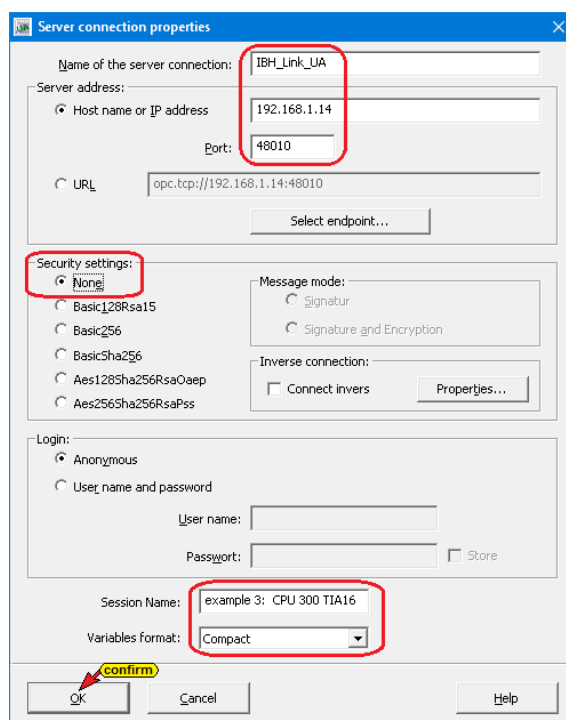 Server connection properties
Name of the server connection: IBH_Link_UA
Server address:
Host name or IP address 192.168.1.14
Port: 48010
URL opc.tcp://192.168.1.14:48010
Select endpoint...
Security settings:
None
Basic128Rsa15
Basic256
BasicSha256
Aes128Sha256RsaOaep
Aes256Sha256RsaPss
Message mode:
Signatur
Signature and Encryption
Inverse connection:
Connect invers Properties...
Login:
Anonymous
User name and password
User name:
Passwort: Store
Session Name: example 3: CPU 300 TIA16
Variables format: Compact
confirm
OK Cancel Help